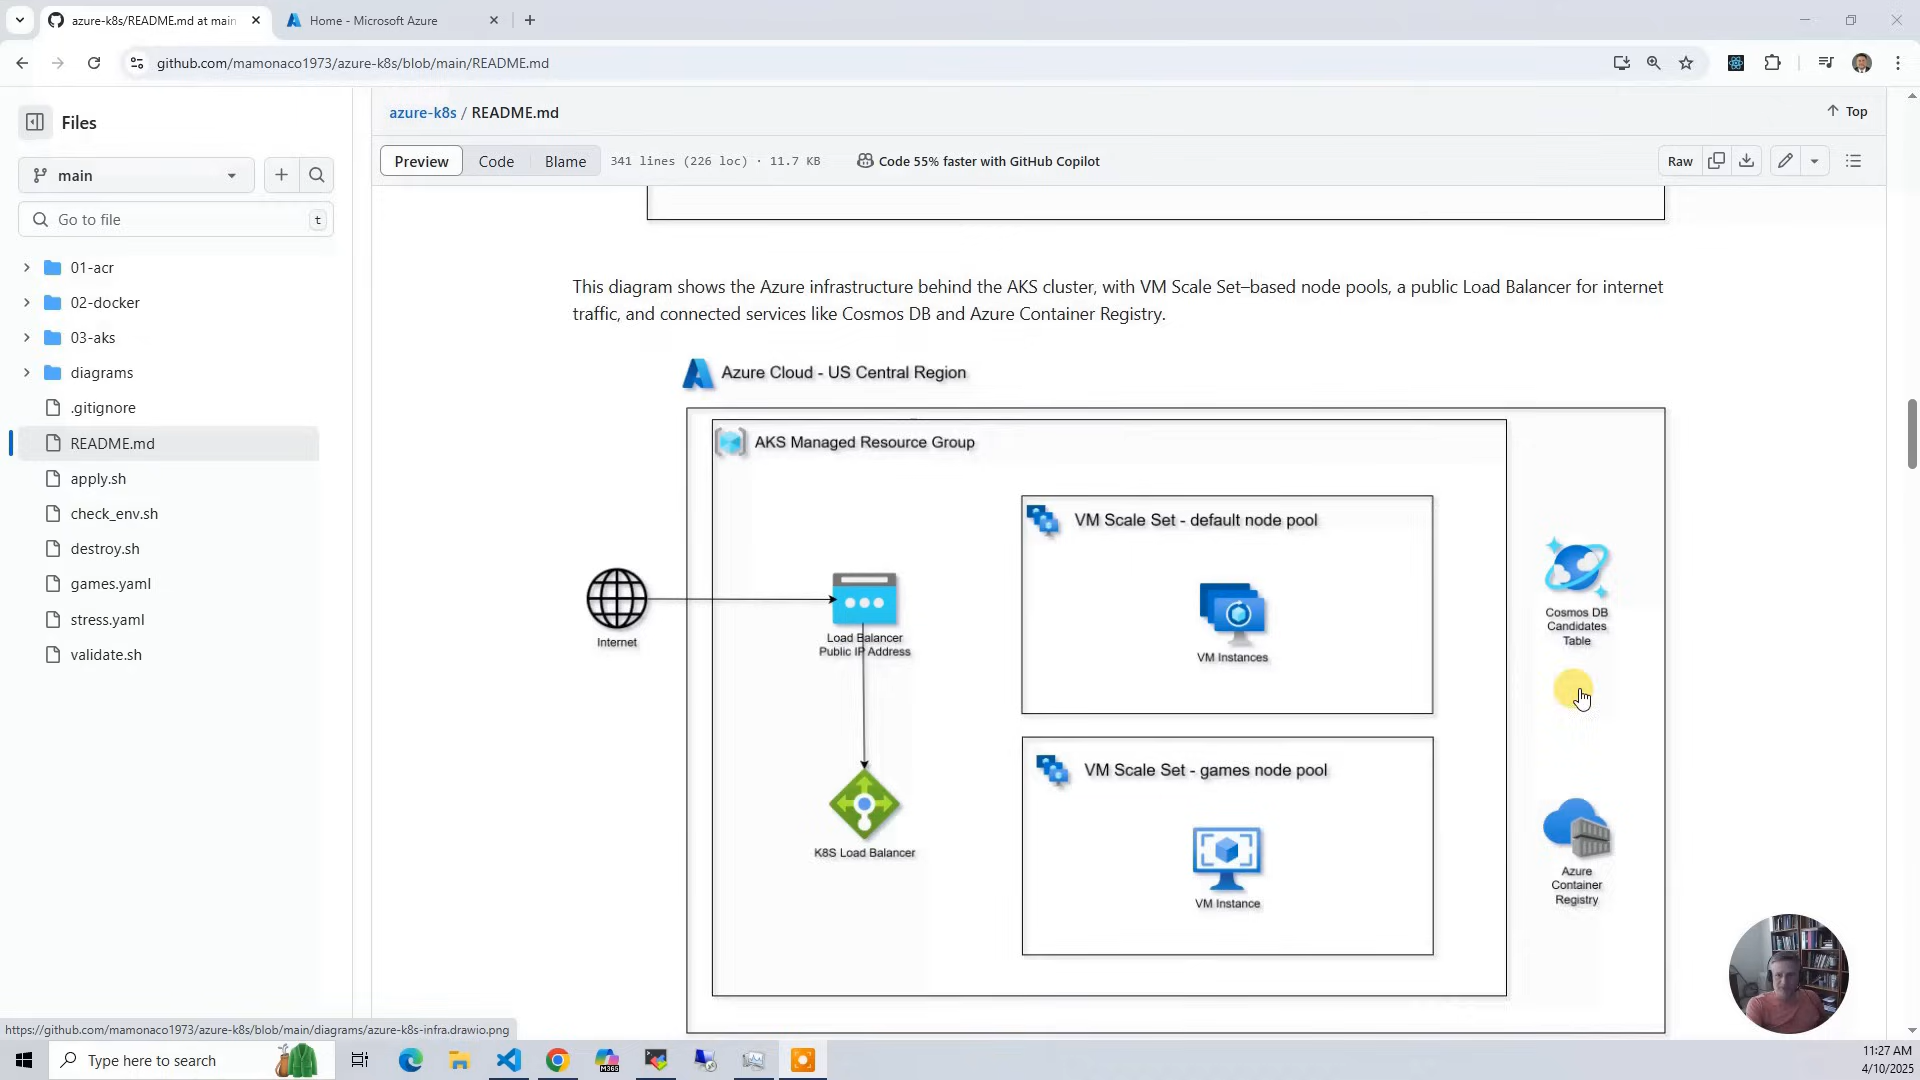 azure-k8s/README.md at main
Home - Microsoft Azure
github.com/mamonaco1973/azure-k8s/blob/main/README.md
Files
azure-k8s / README.md
Top
main
Preview
Code
Blame
341 lines (226 loc) · 11.7 KB
Code 55% faster with GitHub Copilot
Raw
Go to file
t
01-acr
02-docker
03-aks
diagrams
.gitignore
README.md
apply.sh
check_env.sh
destroy.sh
games.yaml
stress.yaml
validate.sh
This diagram shows the Azure infrastructure behind the AKS cluster, with VM Scale Set–based node pools, a public Load Balancer for internet
traffic, and connected services like Cosmos DB and Azure Container Registry.
Azure Cloud - US Central Region
AKS Managed Resource Group
VM Scale Set - default node pool
VM Instances
Internet
Load Balancer
Public IP Address
Cosmos DB
Candidates
Table
VM Scale Set - games node pool
VM Instance
K8S Load Balancer
Azure
Container
Registry
https://github.com/mamonaco1973/azure-k8s/blob/main/diagrams/azure-k8s-infra.drawio.png
Type here to search
M365
11:27 AM
4/10/2025